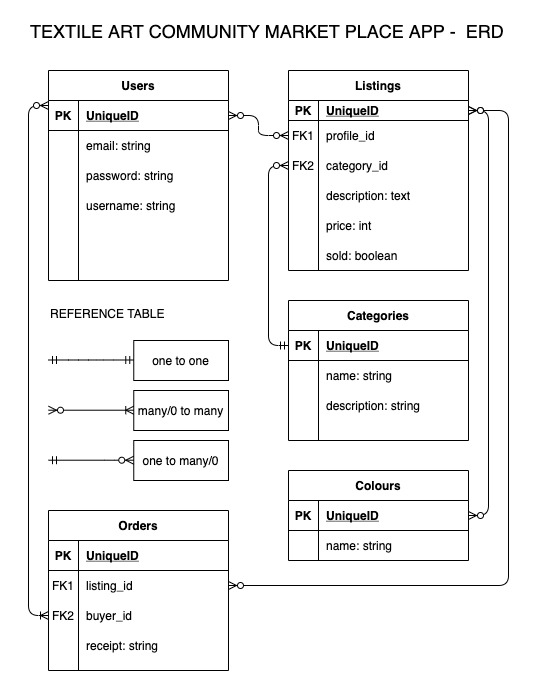 TEXTILE ART COMMUNITY MARKET PLACE APP - ERD
Users
PK UniqueID
email: string
password: string
username: string
Listings
PK UniqueID
FK1 profile_id
FK2 category_id
description: text
price: int
sold: boolean
REFERENCE TABLE
one to one
many/0 to many
one to many/0
Categories
PK UniqueID
name: string
description: string
Colours
PK UniqueID
name: string
Orders
PK UniqueID
FK1 listing_id
FK2 buyer_id
receipt: string